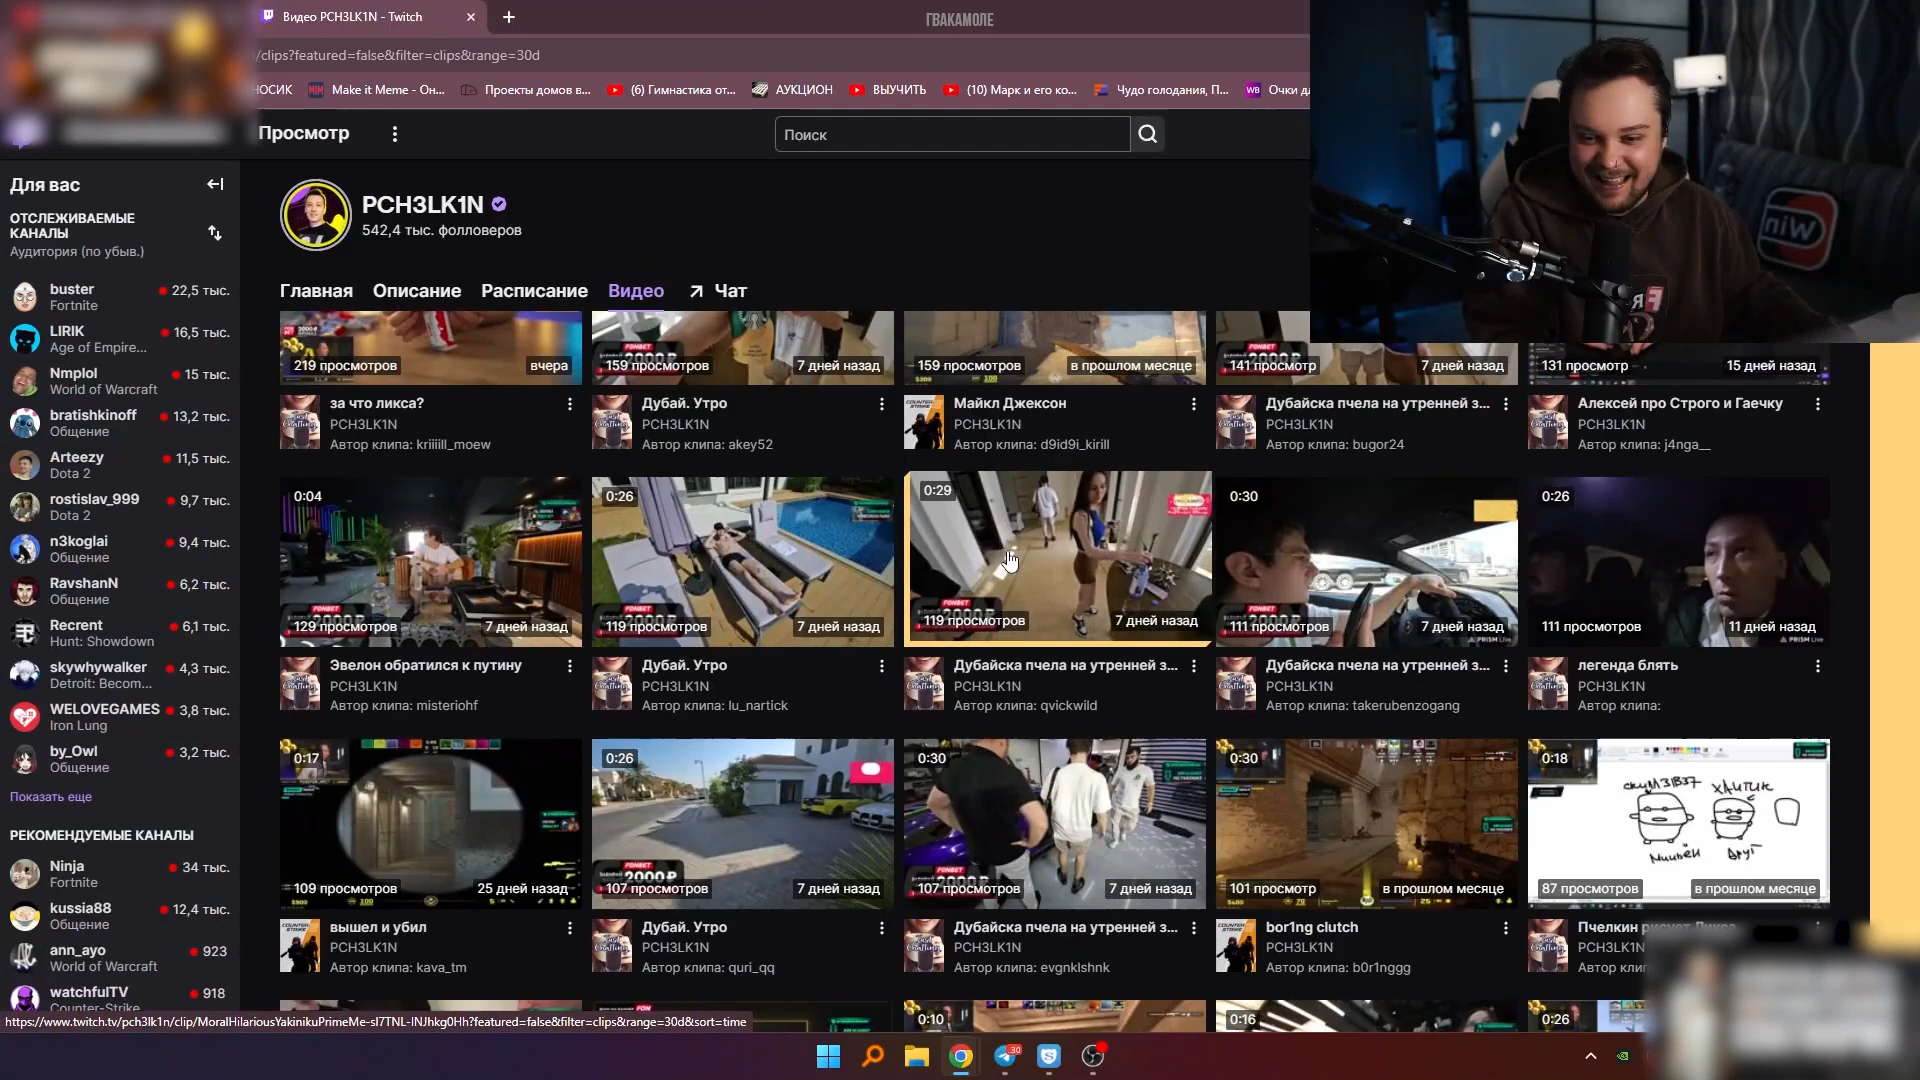 Видео PCH3LK1N - Twitch
ГВАКАМОЛЕ
/clips?featured=false&filter=clips&range=30d
НОСИК
Make it Meme - Он...
Проекты домов в...
(6) Гимнастика от...
АУКЦИОН
ВЫУЧИТЬ
(10) Марк и его ко...
Чудо голодания, П...
WB
Просмотр
Поиск
Для вас
ОТСЛЕЖИВАЕМЫЕ КАНАЛЫ
Аудитория (по убыв.)
buster
22,5 тыс.
Fortnite
LIRIK
16,5 тыс.
Age of Empire...
Nmplol
15 тыс.
World of Warcraft
bratishkinoff
13,2 тыс.
Общение
Arteezy
11,5 тыс.
Dota 2
rostislav_999
9,7 тыс.
Dota 2
n3koglai
9,4 тыс.
Общение
RavshanN
6,2 тыс.
Общение
Recrent
6,1 тыс.
Hunt: Showdown
skywhywalker
4,3 тыс.
Detroit: Becom...
WELOVEGAMES
3,8 тыс.
Iron Lung
by_Owl
3,2 тыс.
Общение
Показать еще
РЕКОМЕНДУЕМЫЕ КАНАЛЫ
Ninja
34 тыс.
Fortnite
kussia88
12,4 тыс.
Общение
ann_ayo
923
World of Warcraft
watchfulTV
918
Counter-Strike
PCH3LK1N
542,4 тыс. фолловеров
Главная
Описание
Расписание
Видео
Чат
219 просмотров
вчера
159 просмотров
7 дней назад
159 просмотров
в прошлом месяце
141 просмотр
7 дней назад
131 просмотр
15 дней назад
за что ликса?
PCH3LK1N
Автор клипа: kriiiill_moew
Дубай. Утро
PCH3LK1N
Автор клипа: akey52
Майкл Джексон
PCH3LK1N
Автор клипа: d9id9i_kirill
Дубайска пчела на утренней з...
PCH3LK1N
Автор клипа: bugor24
Алексей про Строго и Гаечку
PCH3LK1N
Автор клипа: j4nga__
0:04
129 просмотров
7 дней назад
0:26
119 просмотров
7 дней назад
0:29
119 просмотров
7 дней назад
0:30
111 просмотров
7 дней назад
0:26
111 просмотров
11 дней назад
Эвелон обратился к путину
PCH3LK1N
Автор клипа: misteriohf
Дубай. Утро
PCH3LK1N
Автор клипа: lu_nartick
Дубайска пчела на утренней з...
PCH3LK1N
Автор клипа: qvickwild
Дубайска пчела на утренней з...
PCH3LK1N
Автор клипа: takerubenzogang
легенда блять
PCH3LK1N
Автор клипа:
0:17
109 просмотров
25 дней назад
0:26
107 просмотров
7 дней назад
0:30
107 просмотров
7 дней назад
0:30
101 просмотр
в прошлом месяце
0:18
87 просмотров
в прошлом месяце
вышел и убил
PCH3LK1N
Автор клипа: kava_tm
Дубай. Утро
PCH3LK1N
Автор клипа: quri_qq
Дубайска пчела на утренней з...
PCH3LK1N
Автор клипа: evgnklshnk
bor1ng clutch
PCH3LK1N
Автор клипа: b0r1nggg
Пчелкин рисует Ликса
PCH3LK1N
Автор клип
0:10
0:16
0:26
https://www.twitch.tv/pch3lk1n/clip/MoralHilariousYakinikuPrimeMe-sI7TNL-INJhkg0Hh?featured=false&filter=clips&range=30d&sort=time